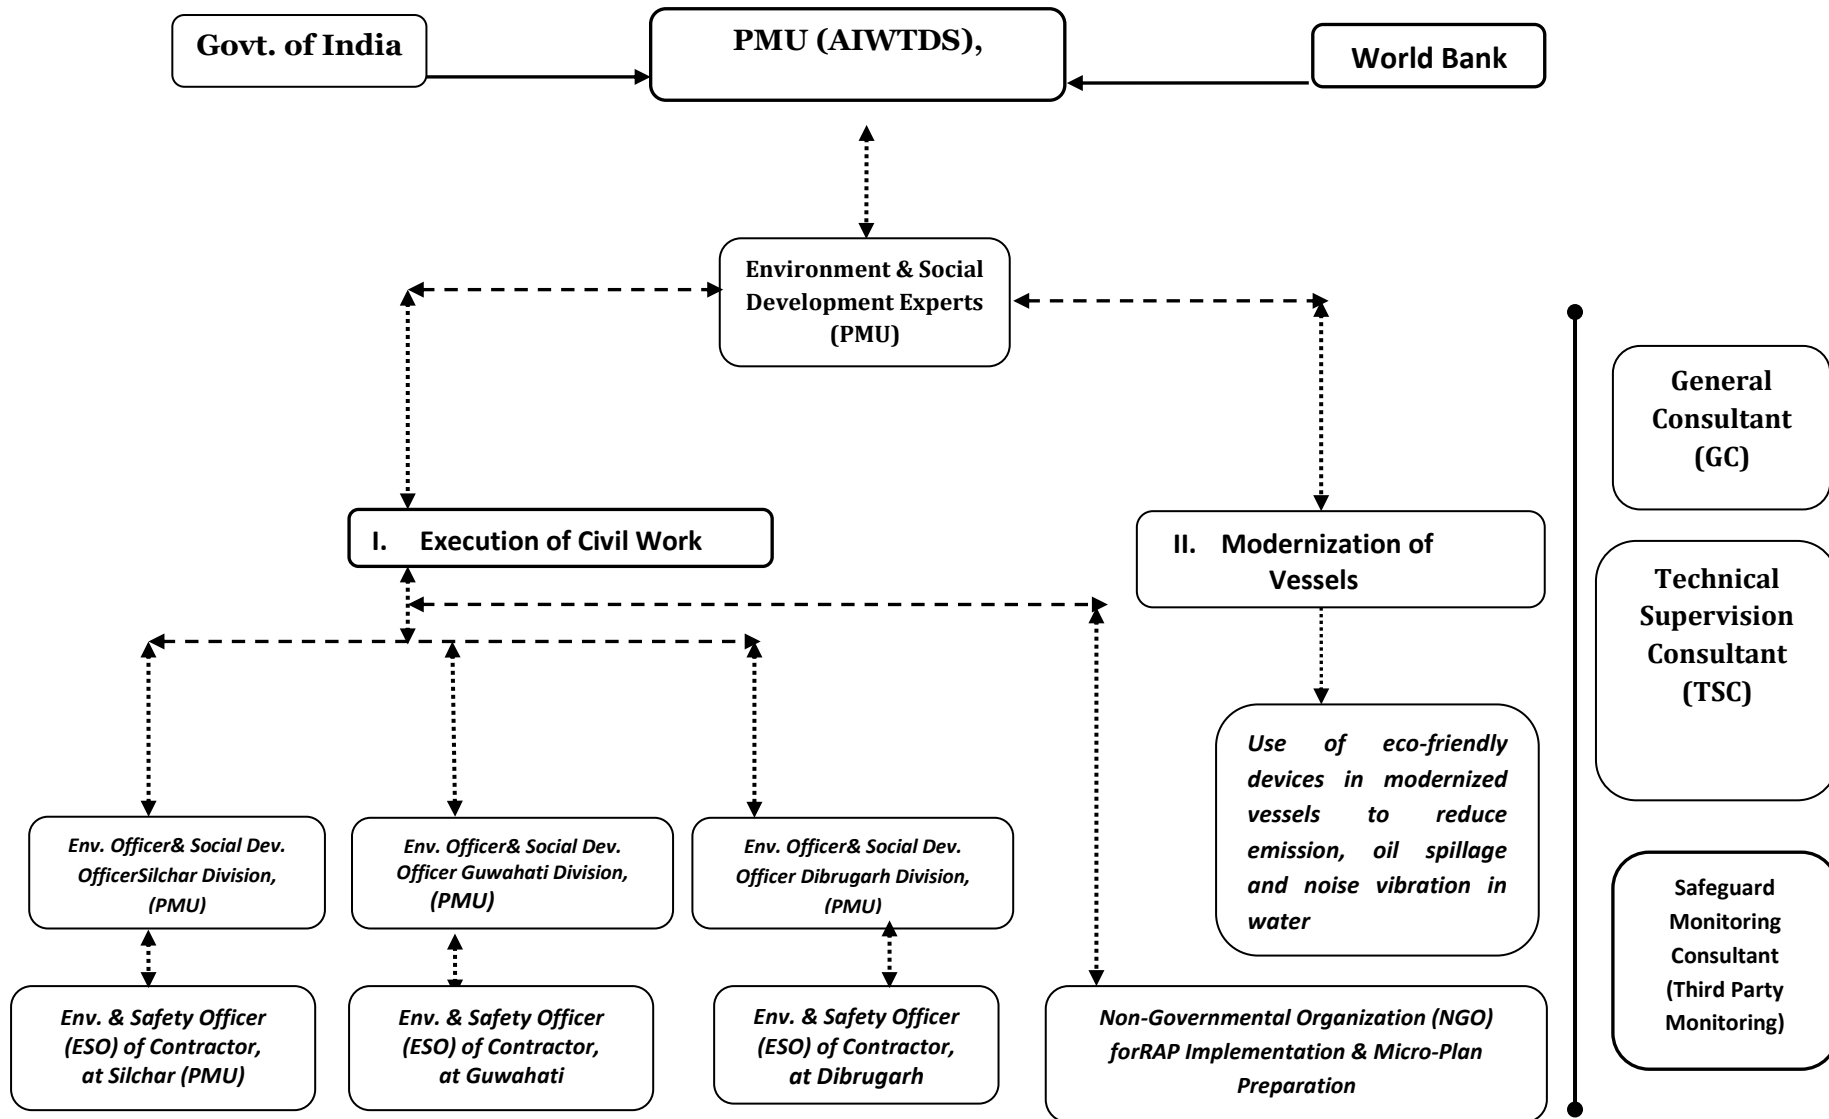 Govt. of India
PMU (AIWTDS),
World Bank
Environment & Social
Development Experts
(PMU)
General
Consultant
(GC)
I. Execution of Civil Work
II. Modernization of
Vessels
Technical
Supervision
Consultant
(TSC)
Use of eco-friendly
devices in modernized
vessels to reduce
emission, oil spillage
and noise vibration in
water
Env. Officer& Social Dev.
OfficerSilchar Division,
(PMU)
Env. Officer& Social Dev.
Officer Guwahati Division,
(PMU)
Env. Officer& Social Dev.
Officer Dibrugarh Division,
(PMU)
Safeguard
Monitoring
Consultant
(Third Party
Monitoring)
Env. & Safety Officer
(ESO) of Contractor,
at Silchar (PMU)
Env. & Safety Officer
(ESO) of Contractor,
at Guwahati
Env. & Safety Officer
(ESO) of Contractor,
at Dibrugarh
Non-Governmental Organization (NGO)
forRAP Implementation & Micro-Plan
Preparation